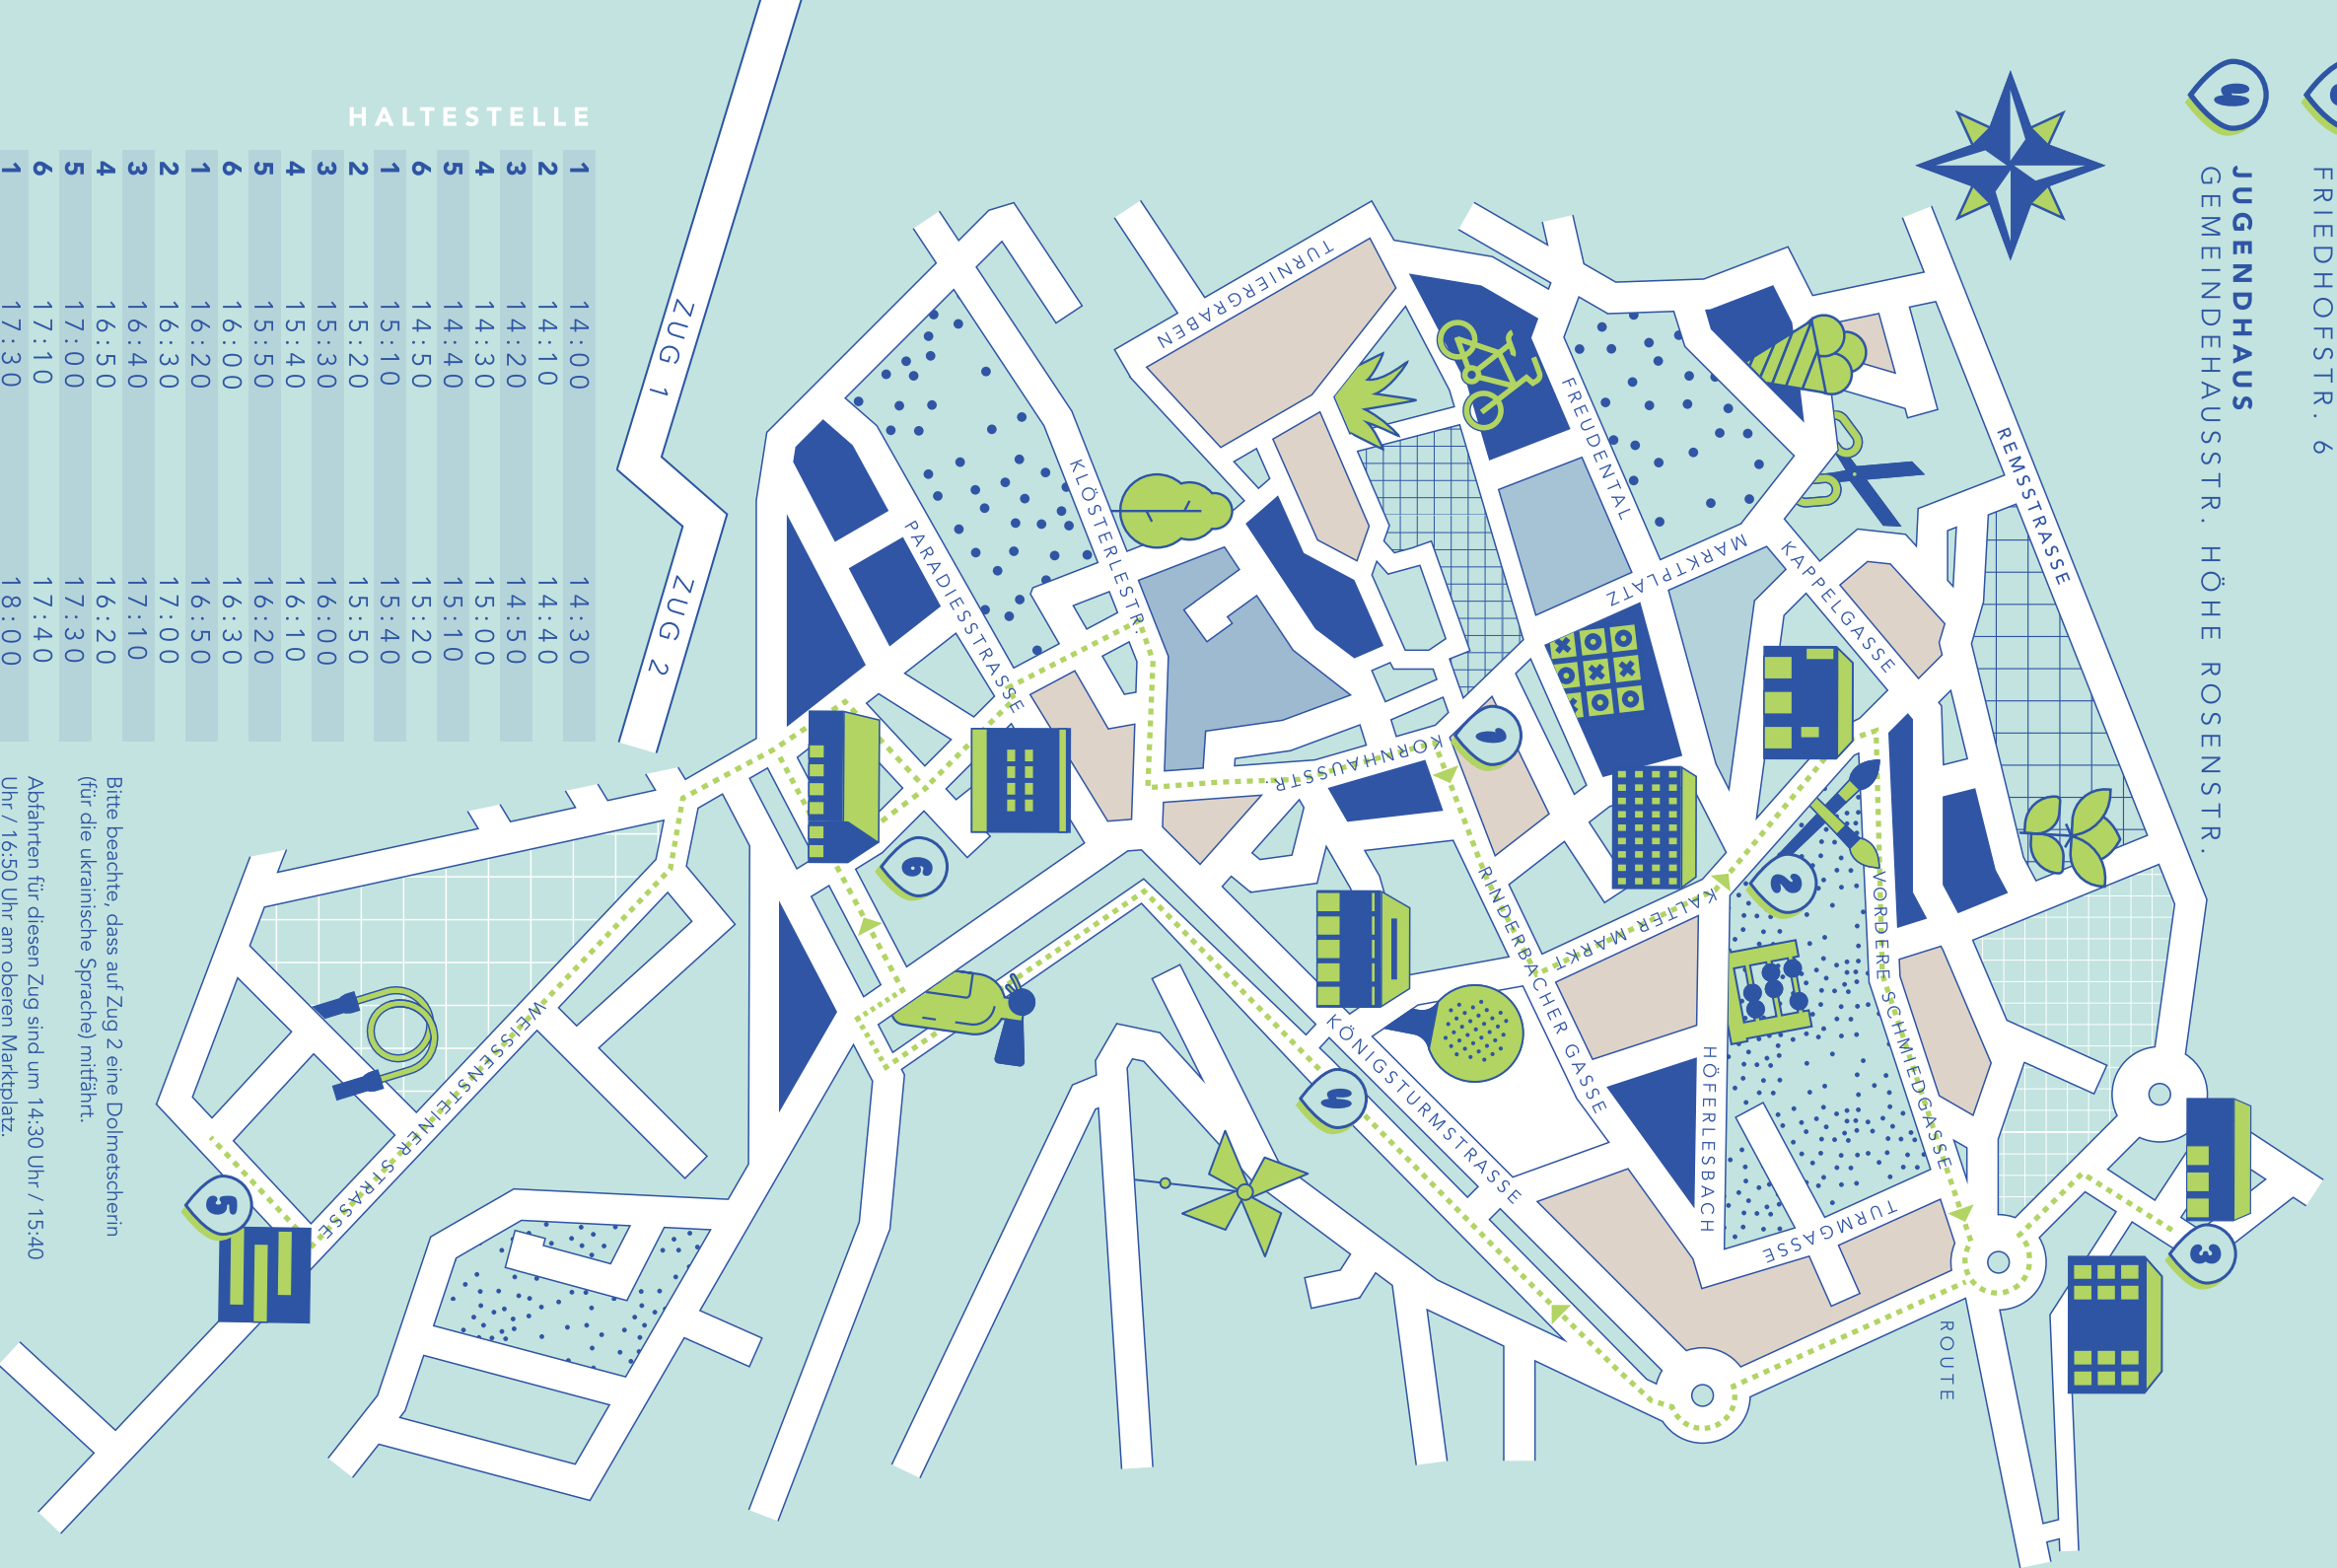 FRIEDHOFSTR. 6
4
JUGENDHAUS
GEMEINDEHAUSSTR. HÖHE ROSENSTR.
REMSSTRASSE
KAPPELGASSE
MARKTPLATZ
FREUDENTAL
TURNIERGRABEN
KLÖSTERLESTR.
PARADIESSTRASSE
KORNHAUSSTR.
RINDERBACHER GASSE
KALTER MARKT
VORDERE SCHMIEDGASSE
HÖFERLESBACH
TURMGASSE
KÖNIGSTURMSTRASSE
WEISSENSTEINER STRASSE
ROUTE
1
2
3
4
5
6
HALTESTELLE
ZUG 1
ZUG 2
1 14:00 14:30
2 14:10 14:40
3 14:20 14:50
4 14:30 15:00
5 14:40 15:10
6 14:50 15:20
1 15:10 15:40
2 15:20 15:50
3 15:30 16:00
4 15:40 16:10
5 15:50 16:20
6 16:00 16:30
1 16:20 16:50
2 16:30 17:00
3 16:40 17:10
4 16:50 16:20
5 17:00 17:30
6 17:10 17:40
1 17:30 18:00
Bitte beachte, dass auf Zug 2 eine Dolmetscherin
(für die ukrainische Sprache) mitfährt.
Abfahrten für diesen Zug sind um 14:30 Uhr / 15:40
Uhr / 16:50 Uhr am oberen Marktplatz.